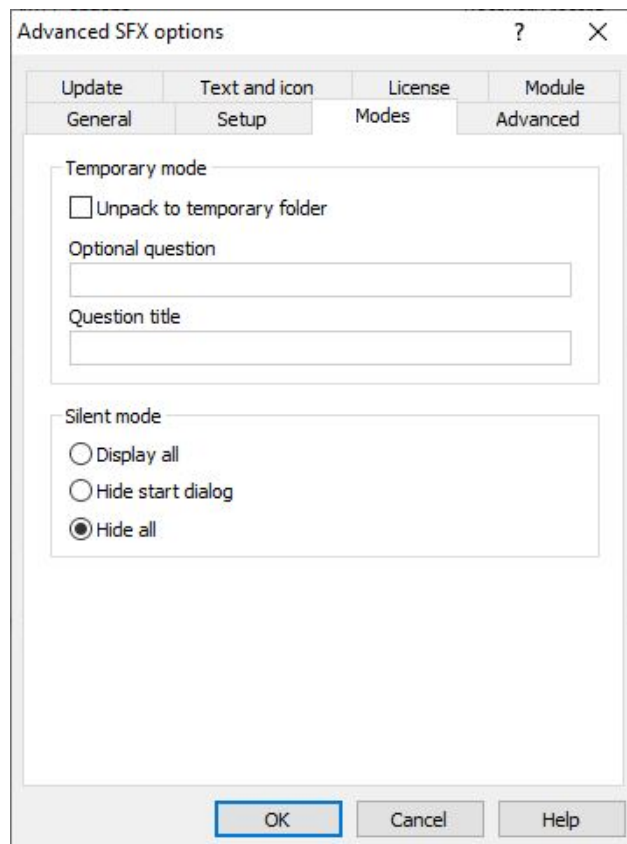 Advanced SFX options ?
Update Text and icon License Module
General Setup Modes Advanced
Temporary mode
Unpack to temporary folder
Optional question
Question title
Silent mode
Display all
Hide start dialog
Hide all
OK Cancel Help